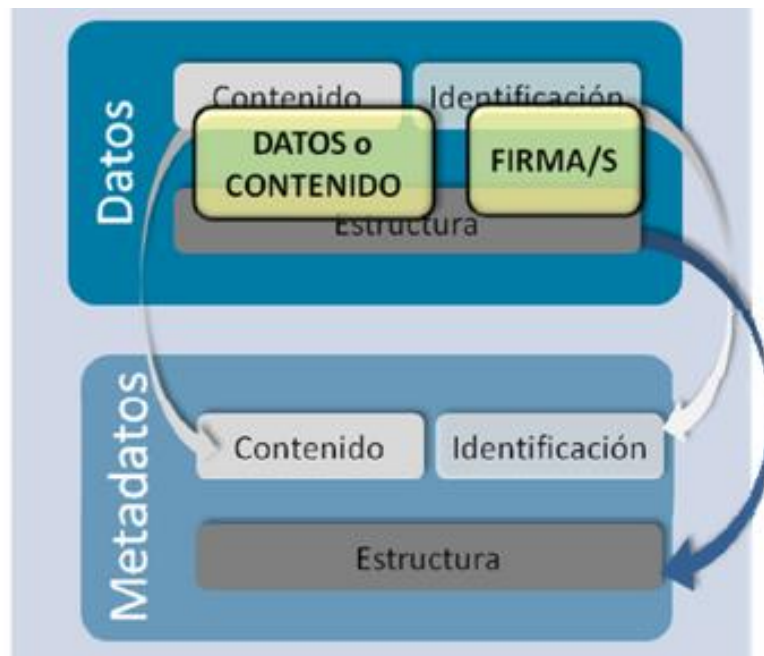 Datos
Contenido
Identificación
DATOS o
CONTENIDO
FIRMA/S
Estructura
Metadatos
Contenido
Identificación
Estructura